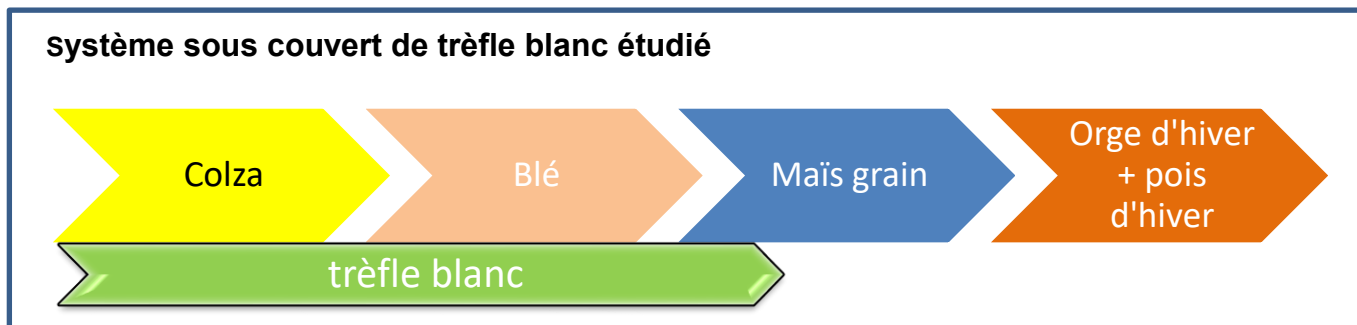 Système sous couvert de trèfle blanc étudié
Colza
Blé
Maïs grain
Orge d'hiver
+ pois
d'hiver
trèfle blanc